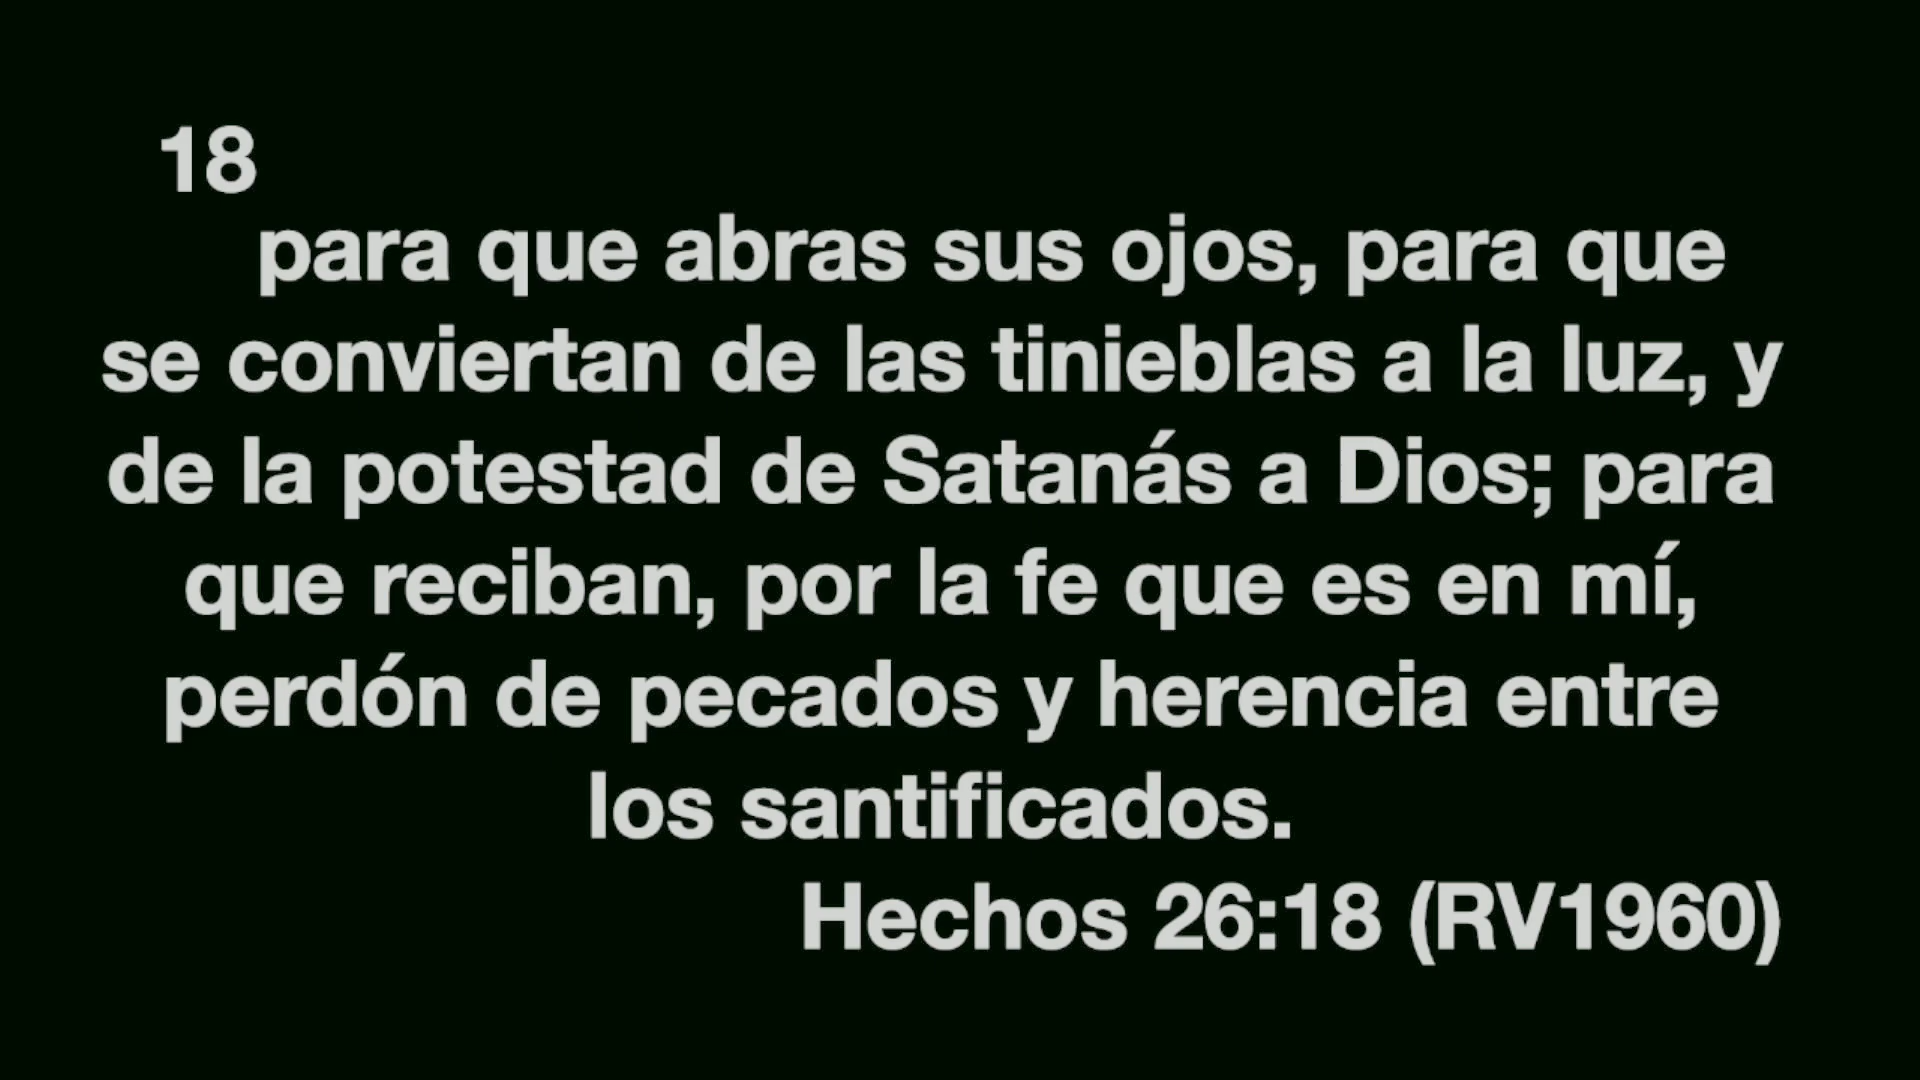 18
para que abras sus ojos, para que
se conviertan de las tinieblas a la luz, y
de la potestad de Satanás a Dios; para
que reciban, por la fe que es en mí,
perdón de pecados y herencia entre
los santificados.
Hechos 26:18 (RV1960)